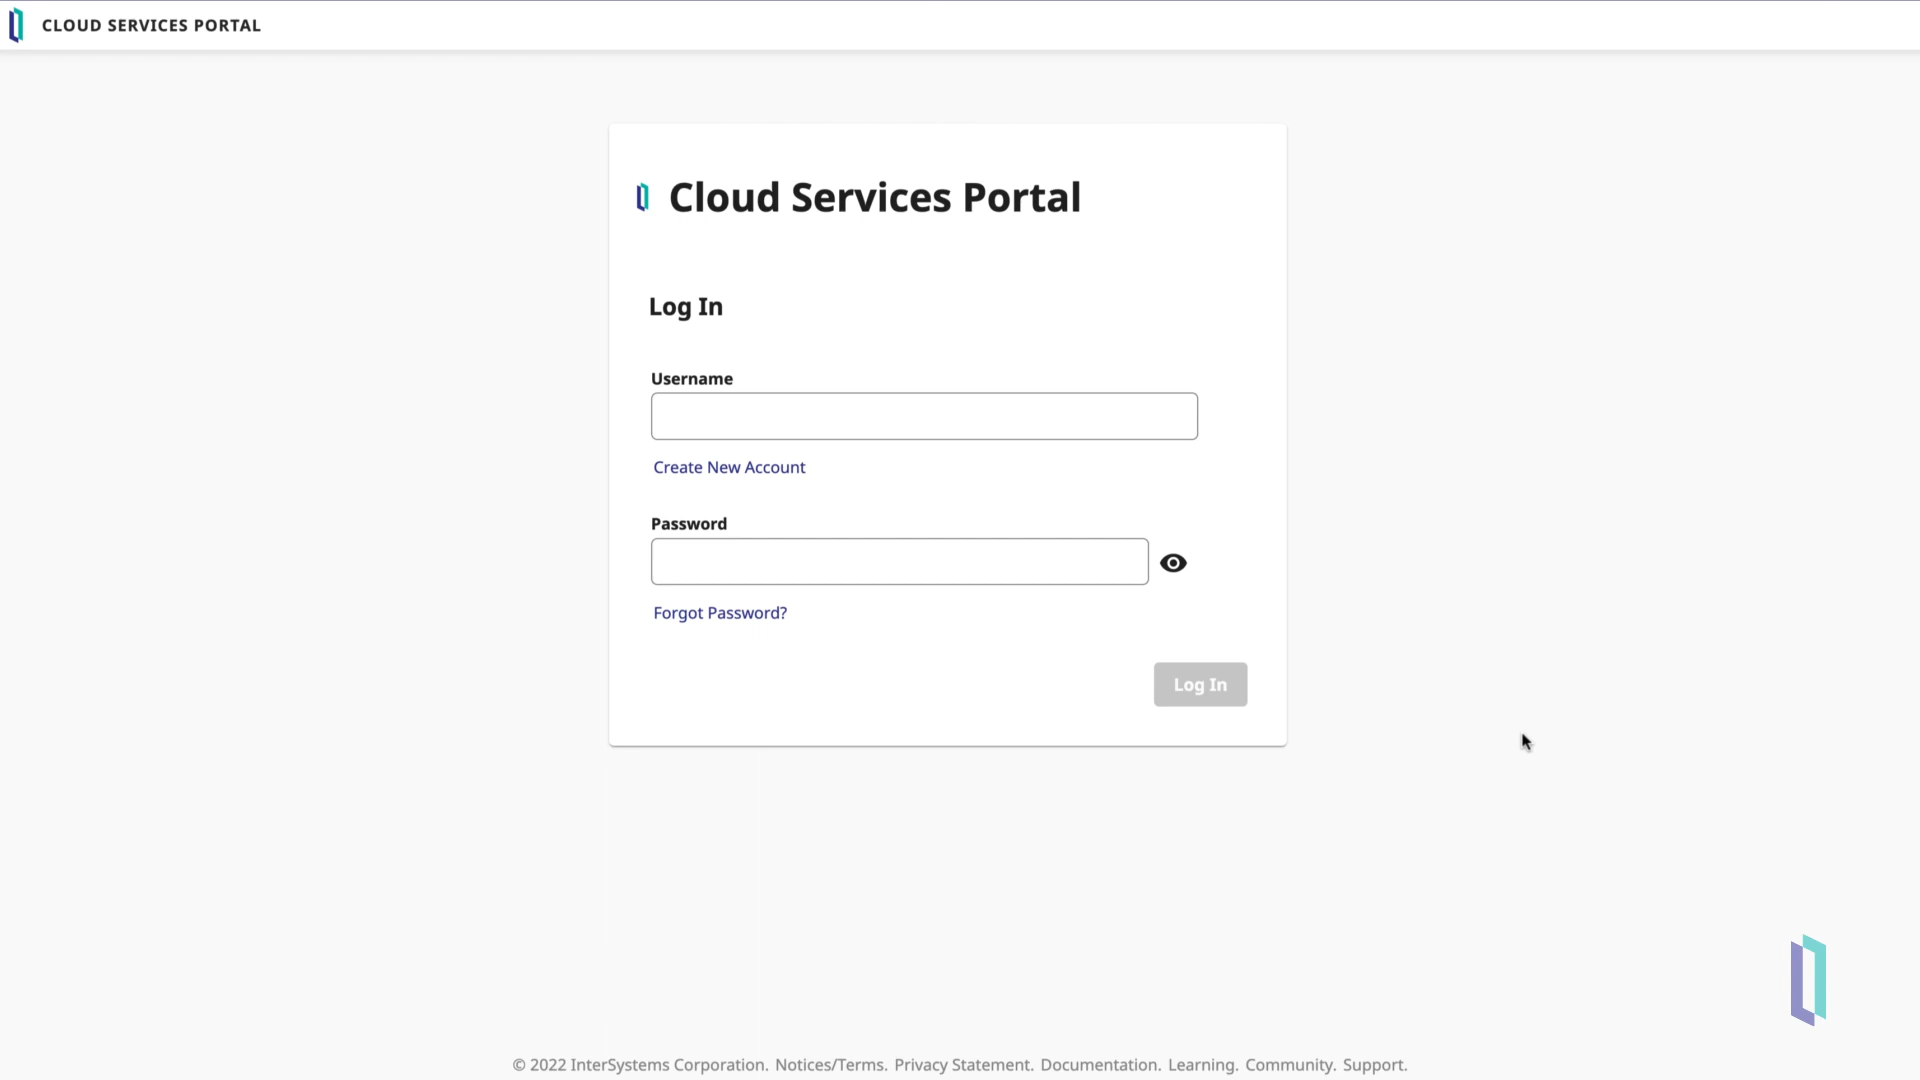 CLOUD SERVICES PORTAL
Cloud Services Portal
Log In
Username
Create New Account
Password
Forgot Password?
Log In
© 2022 InterSystems Corporation. Notices/Terms. Privacy Statement. Documentation. Learning. Community. Support.